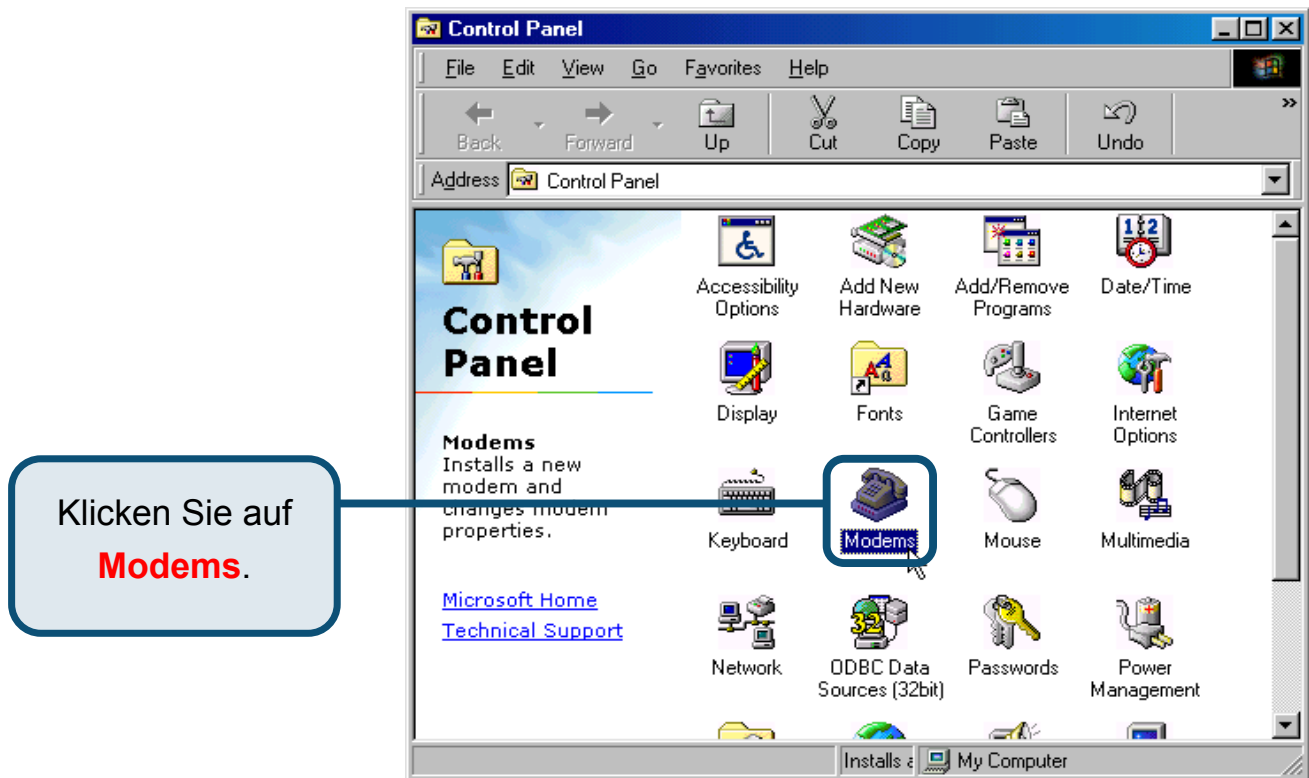 Control Panel
File Edit View Go Favorites Help
Back Forward Up Cut Copy Paste Undo »
Address Control Panel
Control
Panel
Modems
Installs a new
modem and
changes modem
properties.
Microsoft Home
Technical Support
Accessibility
Options
Add New
Hardware
Add/Remove
Programs
Date/Time
Display
Fonts
Game
Controllers
Internet
Options
Keyboard
Modems
Mouse
Multimedia
Network
ODBC Data
Sources (32bit)
Passwords
Power
Management
Installs My Computer
Klicken Sie auf
Modems.